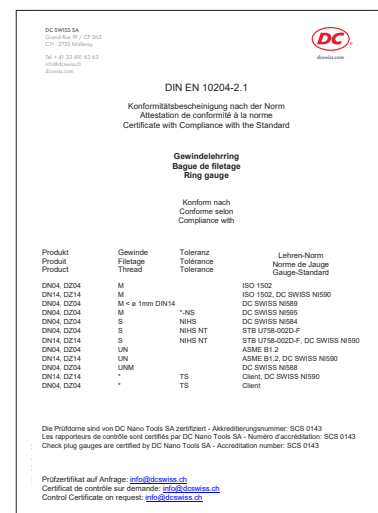 DC SWISS SA
Grand-Rue 19 / CP 363
CH - 2735 Malleray
Tel. + 41 32 491 63 63
info@dcswiss.ch
dcswiss.com
DC
dcswiss.com
DIN EN 10204-2.1
Konformitätsbescheinigung nach der Norm
Attestation de conformité à la norme
Certificate with Compliance with the Standard
Gewindelehrring
Bague de filetage
Ring gauge
Konform nach
Conforme selon
Compliance with
Produkt Gewinde Toleranz Lehren-Norm
Produit Filetage Tolérance Norme de Jauge
Product Thread Tolerance Gauge-Standard
DN04, DZ04 M ISO 1502
DN14, DZ14 M ISO 1502, DC SWISS NI590
DN04, DZ04 M < ø 1mm DIN14 DC SWISS NI589
DN04, DZ04 M *-NS DC SWISS NI595
DN04, DZ04 S NIHS DC SWISS NI584
DN04, DZ04 S NIHS NT STB U758-002D-F
DN14, DZ14 S NIHS NT STB U758-002D-F, DC SWISS NI590
DN04, DZ04 UN ASME B1.2
DN14, DZ14 UN ASME B1.2, DC SWISS NI590
DN04, DZ04 UNM DC SWISS NI588
DN14, DZ14 * TS Client, DC SWISS NI590
DN04, DZ04 * TS Client
Die Prüfdorne sind von DC Nano Tools SA zertifiziert - Akkreditierungsnummer: SCS 0143
Les rapporteurs de contrôle sont certifiés par DC Nano Tools SA - Numéro d'accréditation: SCS 0143
Check plug gauges are certified by DC Nano Tools SA - Accreditation number: SCS 0143
Prüfzertifikat auf Anfrage: info@dcswiss.ch
Certificat de contrôle sur demande: info@dcswiss.ch
Control Certificate on request: info@dcswiss.ch